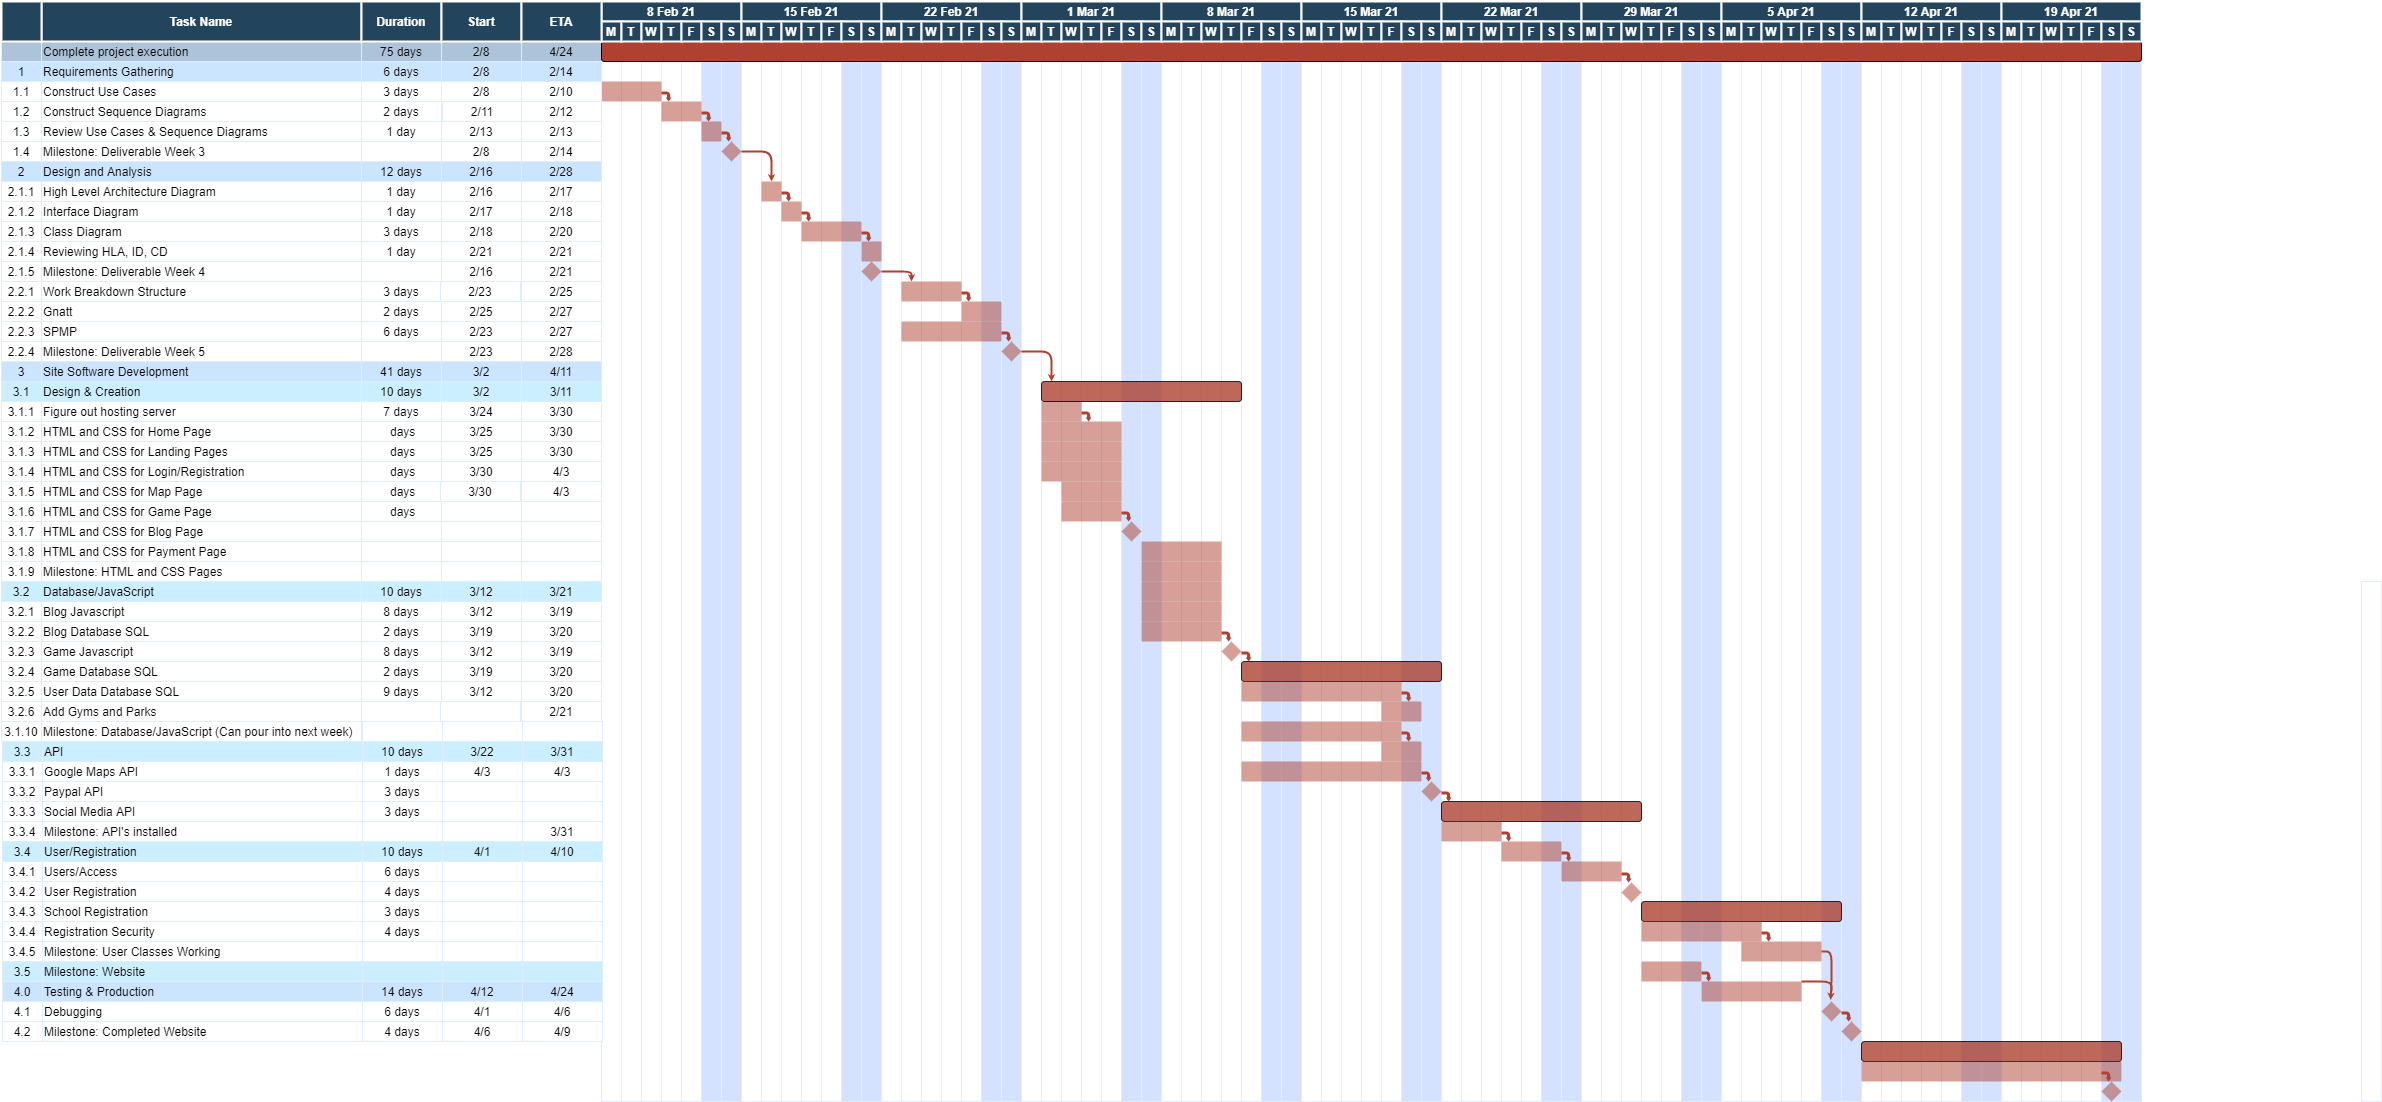 Task Name Duration Start ETA 8 Feb 21 15 Feb 21 22 Feb 21 1 Mar 21 8 Mar 21 15 Mar 21 22 Mar 21 29 Mar 21 5 Apr 21 12 Apr 21 19 Apr 21
M T W T F S S M T W T F S S M T W T F S S M T W T F S S M T W T F S S M T W T F S S M T W T F S S M T W T F S S M T W T F S S M T W T F S S M T W T F S S
Complete project execution 75 days 2/8 4/24
1 Requirements Gathering 6 days 2/8 2/14
1.1 Construct Use Cases 3 days 2/8 2/10
1.2 Construct Sequence Diagrams 2 days 2/11 2/12
1.3 Review Use Cases & Sequence Diagrams 1 day 2/13 2/13
1.4 Milestone: Deliverable Week 3 2/8 2/14
2 Design and Analysis 12 days 2/16 2/28
2.1.1 High Level Architecture Diagram 1 day 2/16 2/17
2.1.2 Interface Diagram 1 day 2/17 2/18
2.1.3 Class Diagram 3 days 2/18 2/20
2.1.4 Reviewing HLA, ID, CD 1 day 2/21 2/21
2.1.5 Milestone: Deliverable Week 4 2/16 2/21
2.2.1 Work Breakdown Structure 3 days 2/23 2/25
2.2.2 Gnatt 2 days 2/25 2/27
2.2.3 SPMP 6 days 2/23 2/27
2.2.4 Milestone: Deliverable Week 5 2/23 2/28
3 Site Software Development 41 days 3/2 4/11
3.1 Design & Creation 10 days 3/2 3/11
3.1.1 Figure out hosting server 7 days 3/24 3/30
3.1.2 HTML and CSS for Home Page days 3/25 3/30
3.1.3 HTML and CSS for Landing Pages days 3/25 3/30
3.1.4 HTML and CSS for Login/Registration days 3/30 4/3
3.1.5 HTML and CSS for Map Page days 3/30 4/3
3.1.6 HTML and CSS for Game Page days
3.1.7 HTML and CSS for Blog Page
3.1.8 HTML and CSS for Payment Page
3.1.9 Milestone: HTML and CSS Pages
3.2 Database/JavaScript 10 days 3/12 3/21
3.2.1 Blog Javascript 8 days 3/12 3/19
3.2.2 Blog Database SQL 2 days 3/19 3/20
3.2.3 Game Javascript 8 days 3/12 3/19
3.2.4 Game Database SQL 2 days 3/19 3/20
3.2.5 User Data Database SQL 9 days 3/12 3/20
3.2.6 Add Gyms and Parks 2/21
3.1.10 Milestone: Database/JavaScript (Can pour into next week)
3.3 API 10 days 3/22 3/31
3.3.1 Google Maps API 1 days 4/3 4/3
3.3.2 Paypal API 3 days
3.3.3 Social Media API 3 days
3.3.4 Milestone: API's installed 3/31
3.4 User/Registration 10 days 4/1 4/10
3.4.1 Users/Access 6 days
3.4.2 User Registration 4 days
3.4.3 School Registration 3 days
3.4.4 Registration Security 4 days
3.4.5 Milestone: User Classes Working
3.5 Milestone: Website
4.0 Testing & Production 14 days 4/12 4/24
4.1 Debugging 6 days 4/1 4/6
4.2 Milestone: Completed Website 4 days 4/6 4/9